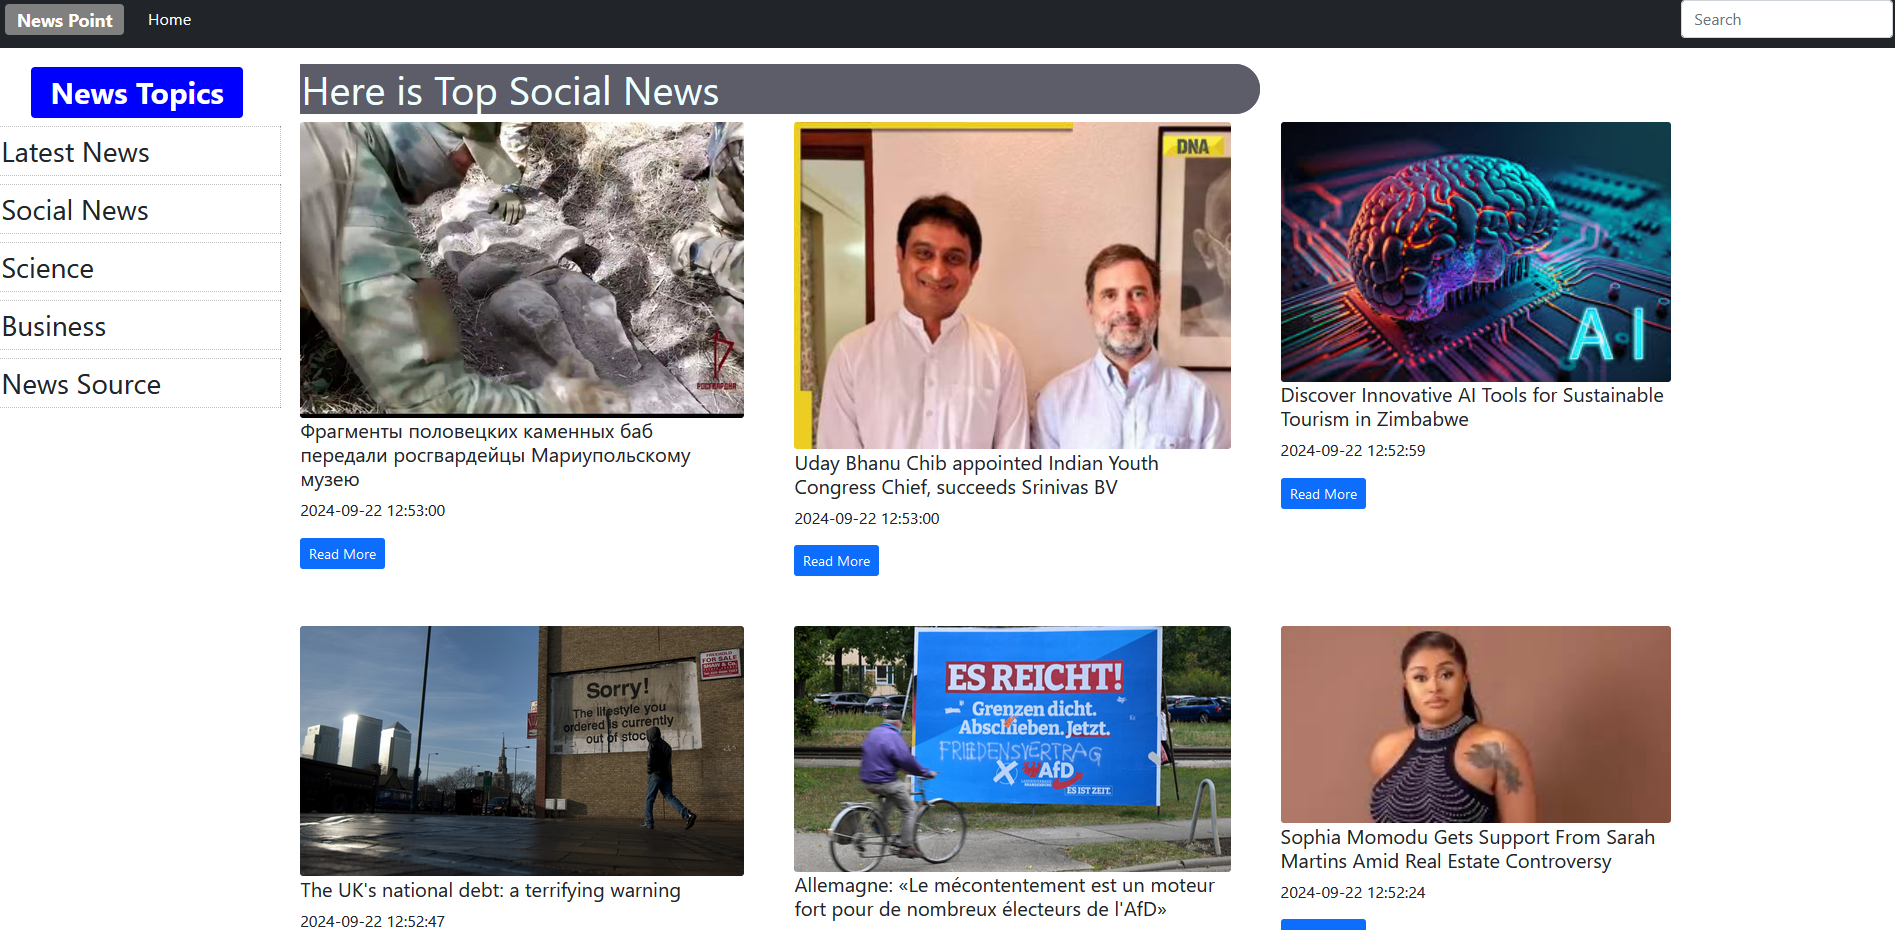 News Point
Home
Search
News Topics
Latest News
Social News
Science
Business
News Source
Here is Top Social News
РОСГВАРДИЯ
Фрагменты половецких каменных баб
передали росгвардейцы Мариупольскому
музею
2024-09-22 12:53:00
Read More
DNA
Uday Bhanu Chib appointed Indian Youth
Congress Chief, succeeds Srinivas BV
2024-09-22 12:53:00
Read More
AI
Discover Innovative AI Tools for Sustainable
Tourism in Zimbabwe
2024-09-22 12:52:59
Read More
FREEHOLD
FOR SALE
SHAW & Co.
Sorry!
The lifestyle you
ordered is currently
out of stock
The UK's national debt: a terrifying warning
2024-09-22 12:52:47
ES REICHT!
Grenzen dicht.
Abschieben. Jetzt.
FRIEDENSVERTRAG
AfD
ES IST ZEIT.
Allemagne: «Le mécontentement est un moteur
fort pour de nombreux électeurs de l'AfD»
Sophia Momodu Gets Support From Sarah
Martins Amid Real Estate Controversy
2024-09-22 12:52:24